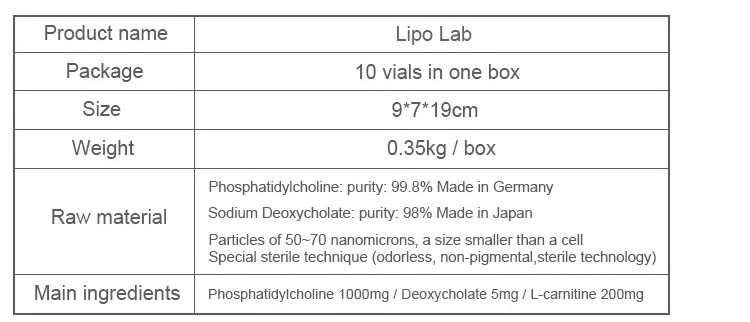 Product name Lipo Lab
Package 10 vials in one box
Size 9*7*19cm
Weight 0.35kg / box
Raw material
Phosphatidylcholine: purity: 99.8% Made in Germany
Sodium Deoxycholate: purity: 98% Made in Japan
Particles of 50~70 nanomicrons, a size smaller than a cell
Special sterile technique (odorless, non-pigmental,sterile technology)
Main ingredients Phosphatidylcholine 1000mg / Deoxycholate 5mg / L-carnitine 200mg